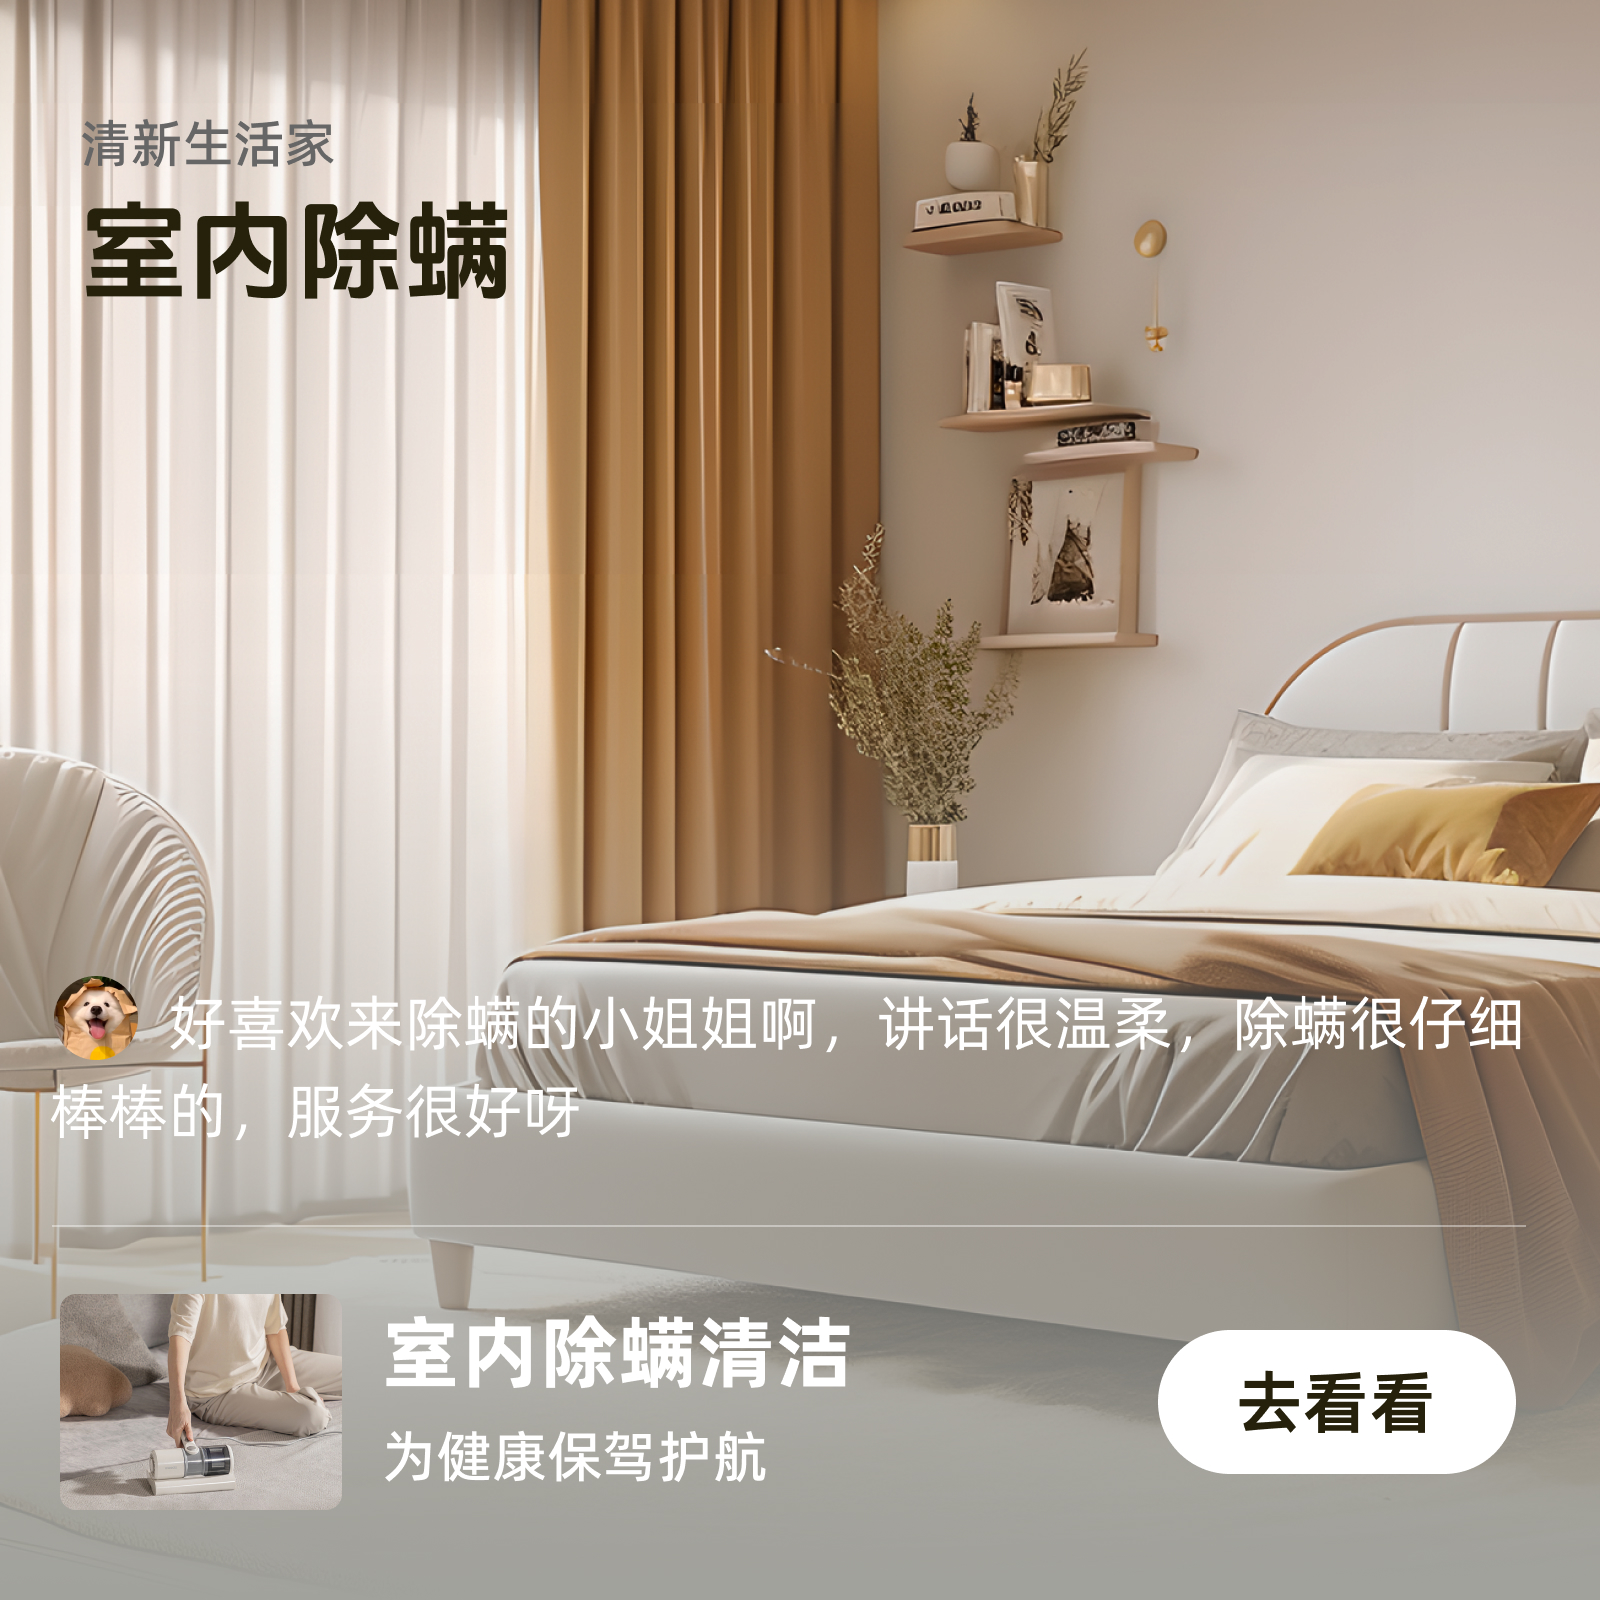 清新生活家
室内除螨
好喜欢来除螨的小姐姐啊，讲话很温柔，除螨很仔细
棒棒的，服务很好呀
室内除螨清洁
为健康保驾护航
去看看